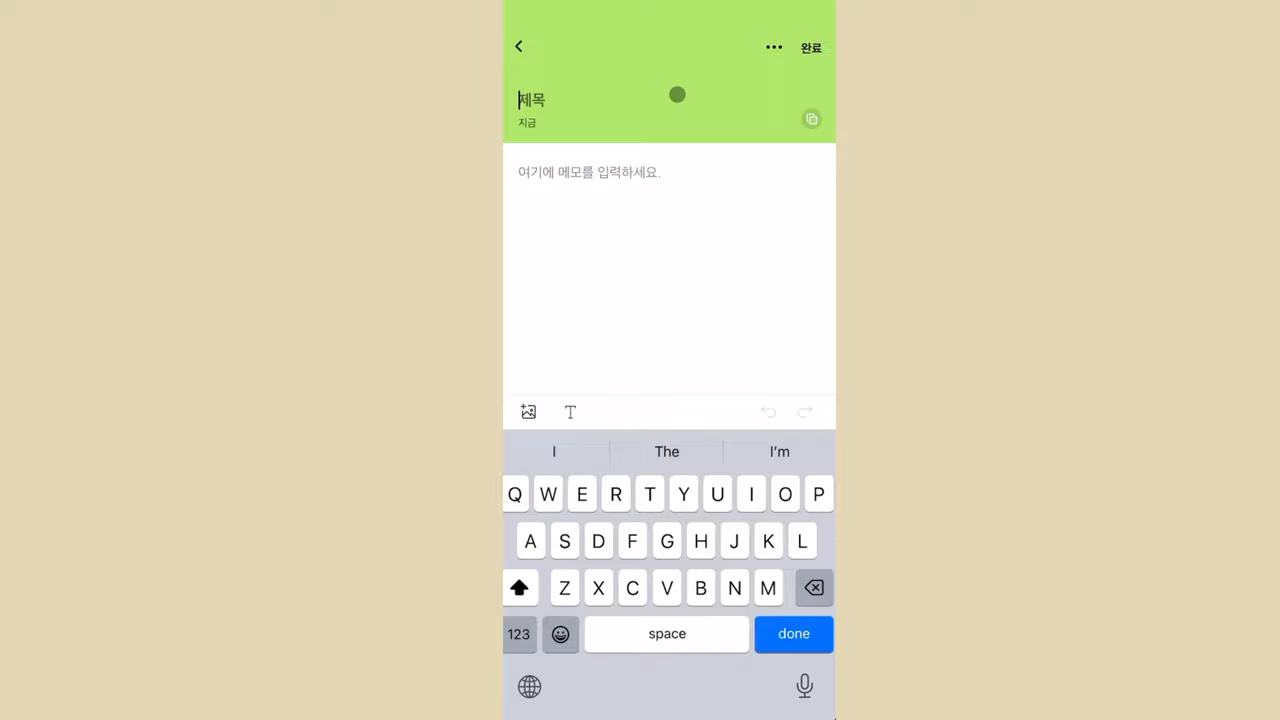 완료
제목
지금
여기에 메모를 입력하세요.
T
I The I'm
Q W E R T Y U I O P
A S D F G H J K L
Z X C V B N M
123 space done